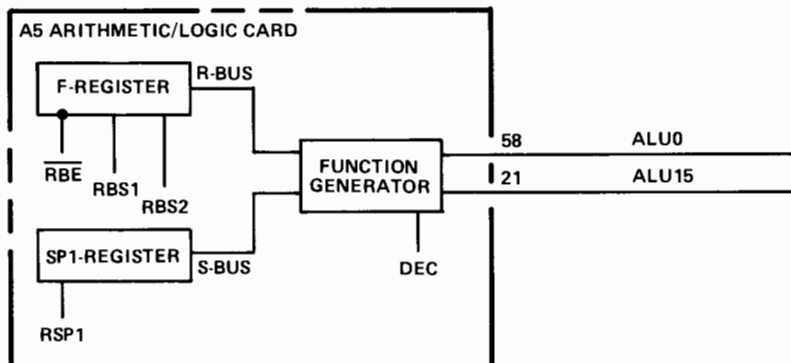 A5 ARITHMETIC/LOGIC CARD
F-REGISTER
R-BUS
RBE
RBS1
RBS2
SP1-REGISTER
S-BUS
RSP1
FUNCTION
GENERATOR
DEC
58 ALU0
21 ALU15